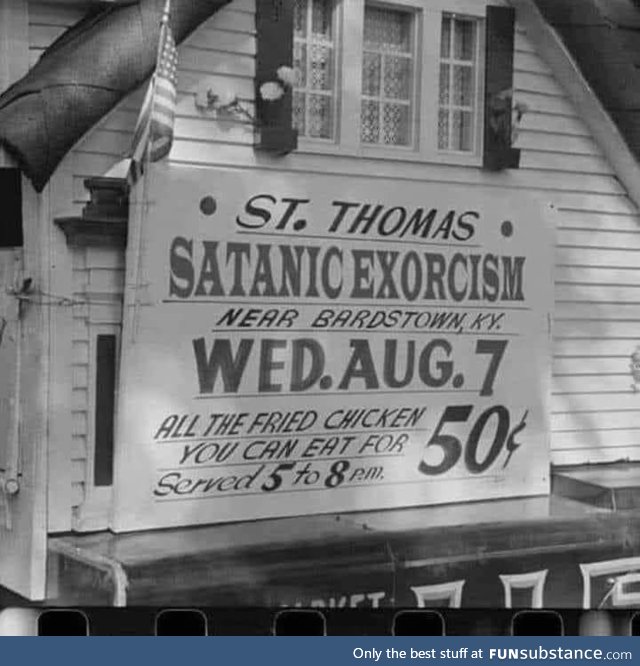 • ST. THOMAS •
SATANIC EXORCISM
NEAR BARDSTOWN, KY.
WED. AUG. 7
ALL THE FRIED CHICKEN
YOU CAN EAT FOR 50¢
Served 5 to 8 P.M.
Only the best stuff at FUNsubstance.com